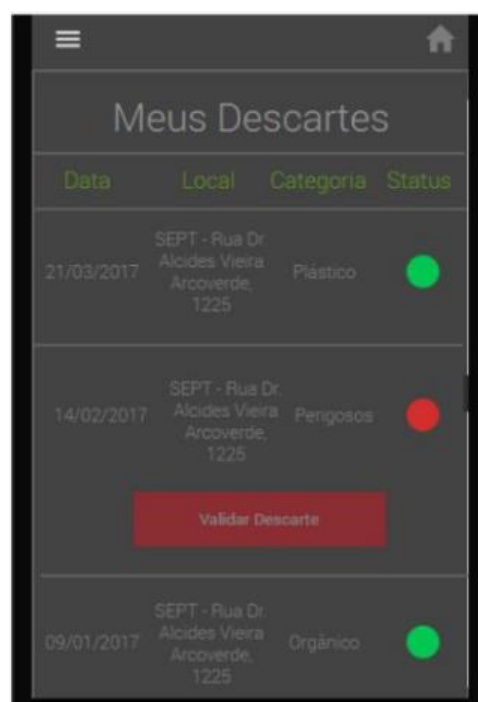 Meus Descartes
Data Local Categoria Status
SEPT - Rua Dr.
Alcides Vieira
21/03/2017 Plástico
Arcoverde,
1225
SEPT - Rua Dr.
14/02/2017 Alcides Vieira Perigosos
Arcoverde,
1225
Validar Descarte
SEPT - Rua Dr.
09/01/2017 Alcides Vieira Orgânico
Arcoverde,
1225